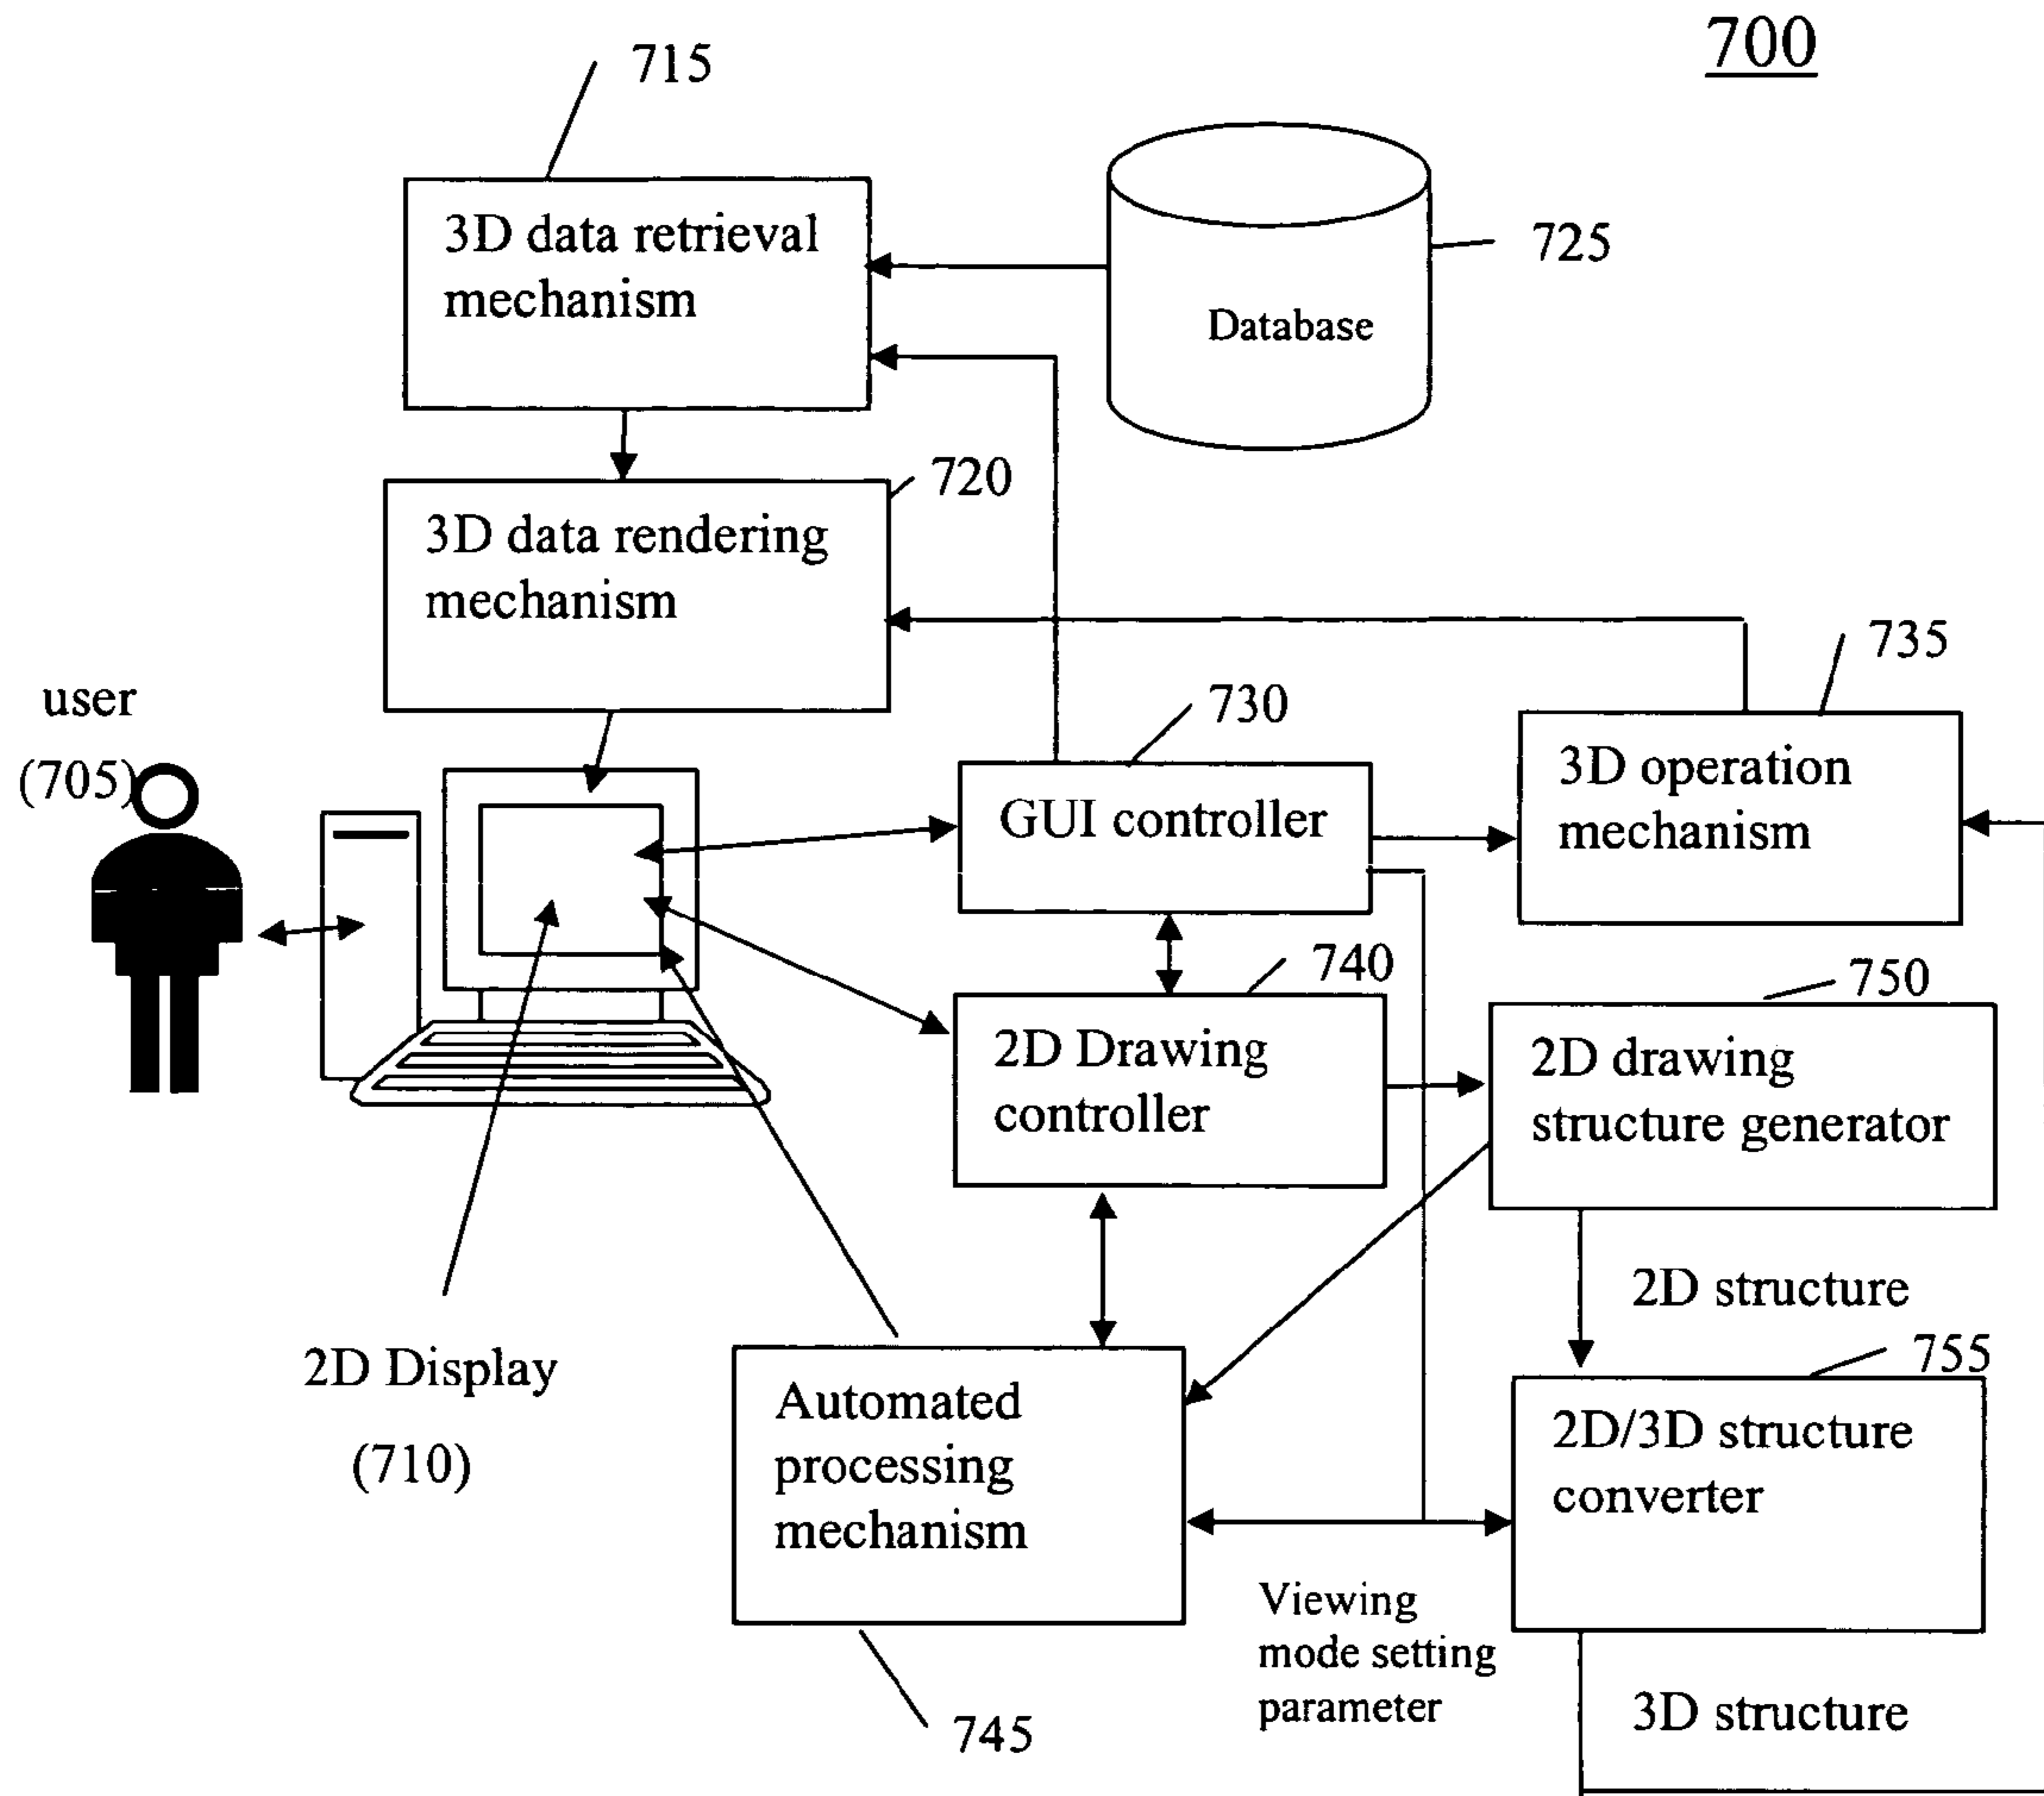 700
715
3D data retrieval
mechanism
725
Database
720
3D data rendering
mechanism
735
user
(705)
730
3D operation
mechanism
GUI controller
740
750
2D Drawing
controller
2D drawing
structure generator
2D structure
755
2D Display
(710)
Automated
processing
mechanism
2D/3D structure
converter
Viewing
mode setting
parameter
745
3D structure